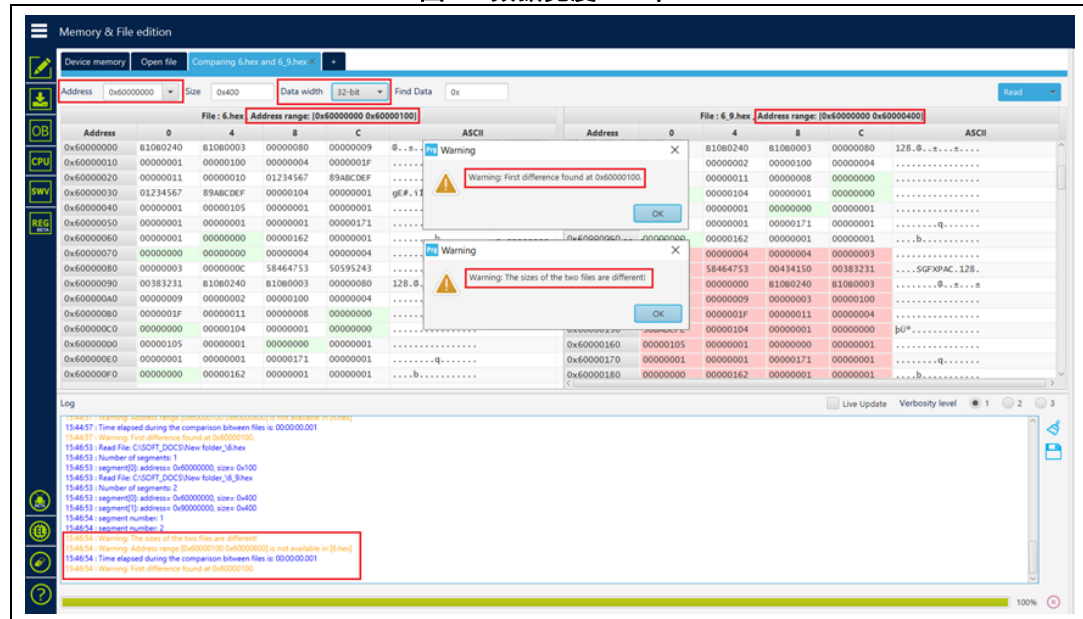 Memory & File edition
Device memory Open file Comparing 6.hex and 6_9.hex × +
Address 0x60000000 Size 0x400 Data width 32-bit Find Data 0x Read
File : 6.hex , Address range: [0x60000000 0x60000100]
Address 0 4 8 C ASCII
0x60000000 B10B0240 B10B0003 00000080 00000009
0x60000010 00000001 00000100 00000004 0000001F
0x60000020 00000011 00000010 01234567 89ABCDEF
0x60000030 01234567 89ABCDEF 00000104 00000001
0x60000040 00000001 00000105 00000001 00000001
0x60000050 00000001 00000001 00000001 00000171
0x60000060 00000001 00000000 00000162 00000001
0x60000070 00000000 00000000 00000004 00000004
0x60000080 00000003 0000000C 58464753 50595243
0x60000090 00383231 B10B0240 B10B0003 00000080
0x600000A0 00000009 00000002 00000100 00000004
0x600000B0 0000001F 00000011 00000008 00000000
0x600000C0 00000000 00000104 00000001 00000000
0x600000D0 00000105 00000001 00000000 00000001 ................
0x600000E0 00000001 00000001 00000171 00000001 ........q.......
0x600000F0 00000000 00000162 00000001 00000001 ....b...........
Prg Warning ×
Warning: First difference found at 0x60000100.
OK
Prg Warning ×
Warning: The sizes of the two files are different!
OK
File : 6_9.hex , Address range: [0x60000000 0x60000400]
Address 0 4 8 C ASCII
B10B0240 B10B0003 00000080 128.@..±...±....
00000002 00000100 00000004 ................
00000011 00000008 00000000 ................
00000104 00000001 00000000 ................
00000001 00000000 00000001 ................
00000001 00000171 00000001 ........q.......
00000000 00000162 00000001 00000001 ....b...........
00000004 00000004 00000003 ................
58464753 00434150 00383231 ....SGFXPAC.128.
00000000 B10B0240 B10B0003 ........@..±...±
00000009 00000003 00000100 ................
0000001F 00000011 00000004 ................
00000104 00000001 00000000
0x60000160 00000105 00000001 00000000 00000001 ................
0x60000170 00000001 00000001 00000171 00000001 ........q.......
0x60000180 00000000 00000162 00000001 00000001 ....b...........
Log Live Update Verbosity level 1 2 3
15:44:57 : Time elapsed during the comparison bitween files is: 00:00:00.001
15:44:57 : Warning: First difference found at 0x60000100.
15:46:53 : Read File: C:\SOFT_DOCS\New folder_\6.hex
15:46:53 : Number of segments: 1
15:46:53 : segment[0]: address= 0x60000000, size= 0x100
15:46:53 : Read File: C:\SOFT_DOCS\New folder_\6_9.hex
15:46:53 : Number of segments: 2
15:46:53 : segment[0]: address= 0x60000000, size= 0x400
15:46:53 : segment[1]: address= 0x90000000, size= 0x400
15:46:54 : segment number: 1
15:46:54 : segment number: 2
15:46:54 : Warning: The sizes of the two files are different!
15:46:54 : Warning: Address range [0x60000100 0x60000800] is not available in [6.hex]
15:46:54 : Time elapsed during the comparison bitween files is: 00:00:00.001
15:46:54 : Warning: First difference found at 0x60000100.
100%
OB
CPU
SWV
REG